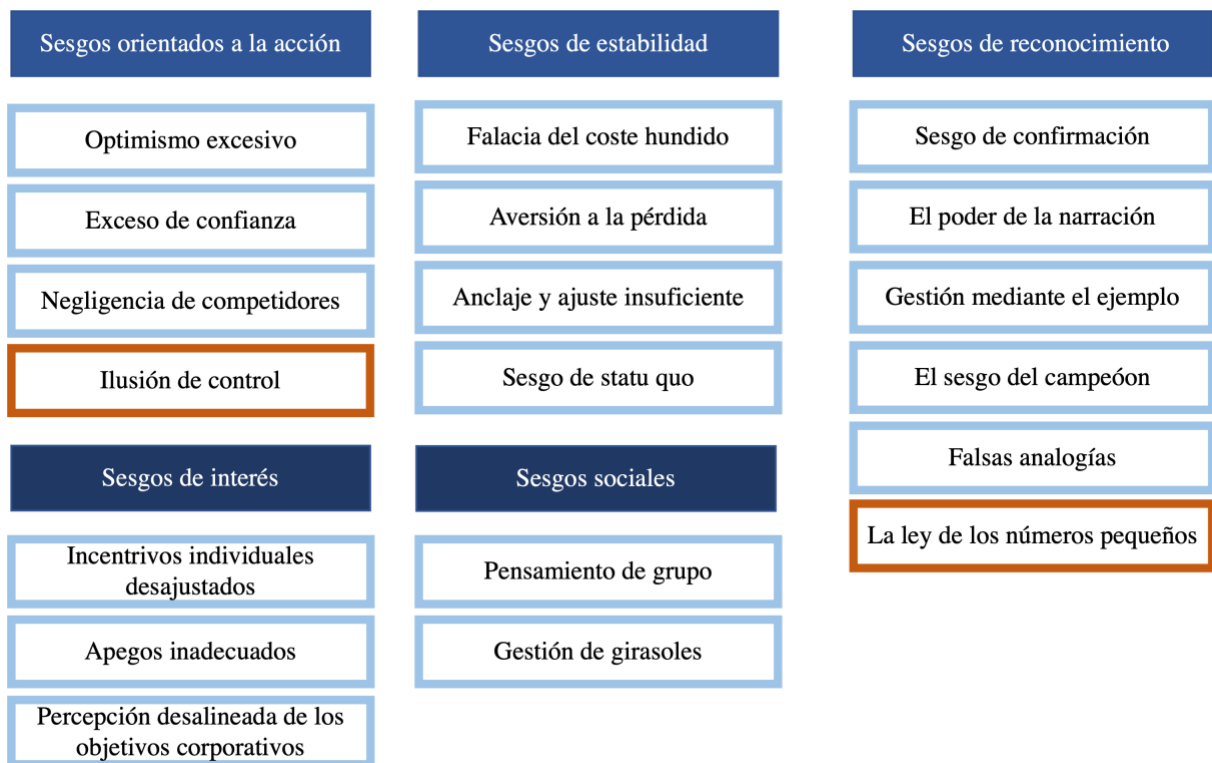 Sesgos orientados a la acción
Optimismo excesivo
Exceso de confianza
Negligencia de competidores
Ilusión de control
Sesgos de estabilidad
Falacia del coste hundido
Aversión a la pérdida
Anclaje y ajuste insuficiente
Sesgo de statu quo
Sesgos de reconocimiento
Sesgo de confirmación
El poder de la narración
Gestión mediante el ejemplo
El sesgo del campeóon
Falsas analogías
La ley de los números pequeños
Sesgos de interés
Incentrivos individuales
desajustados
Apegos inadecuados
Percepción desalineada de los
objetivos corporativos
Sesgos sociales
Pensamiento de grupo
Gestión de girasoles